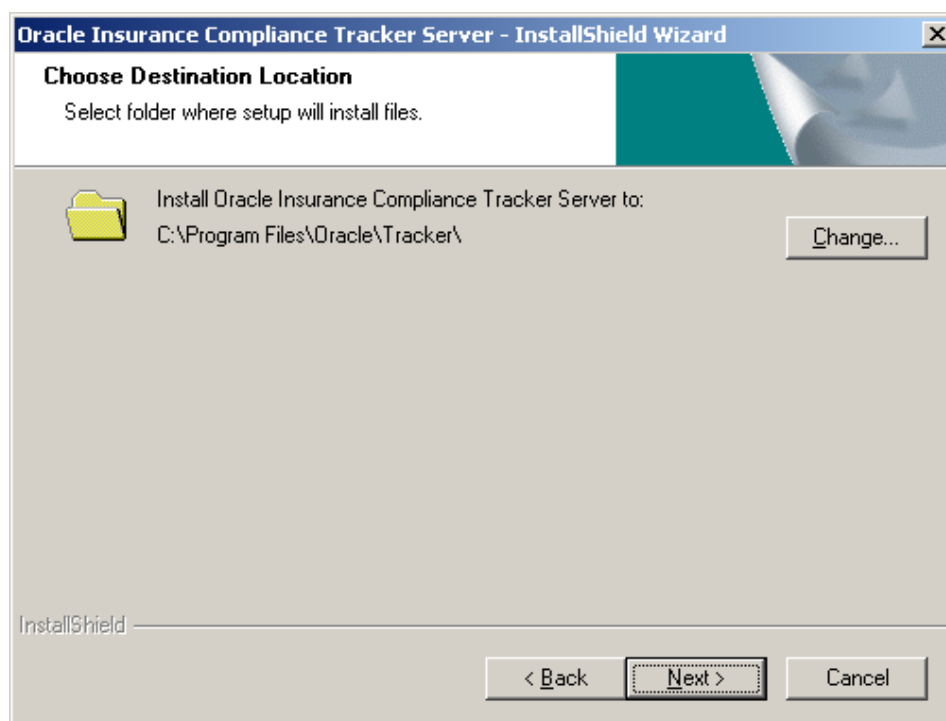 Oracle Insurance Compliance Tracker Server - InstallShield Wizard
Choose Destination Location
Select folder where setup will install files.
Install Oracle Insurance Compliance Tracker Server to:
C:\Program Files\Oracle\Tracker\
Change...
InstallShield
< Back
Next >
Cancel